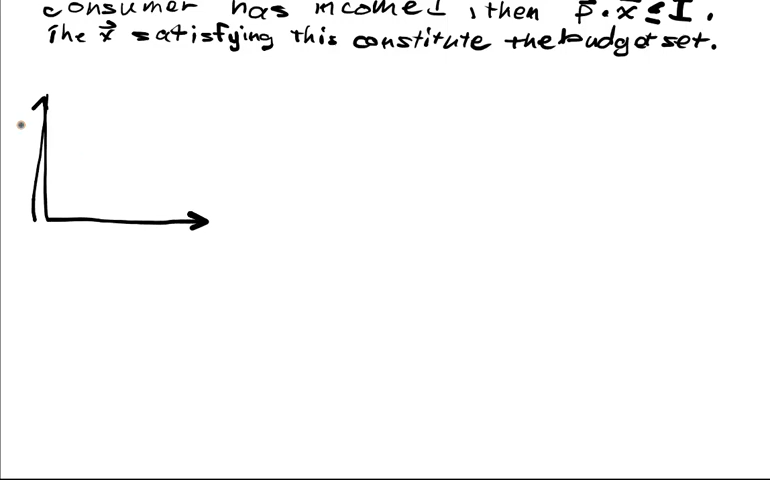 consumer has income I, then p⃗ · x⃗ ≤ I.
The x⃗ satisfying this constitute the budget set.